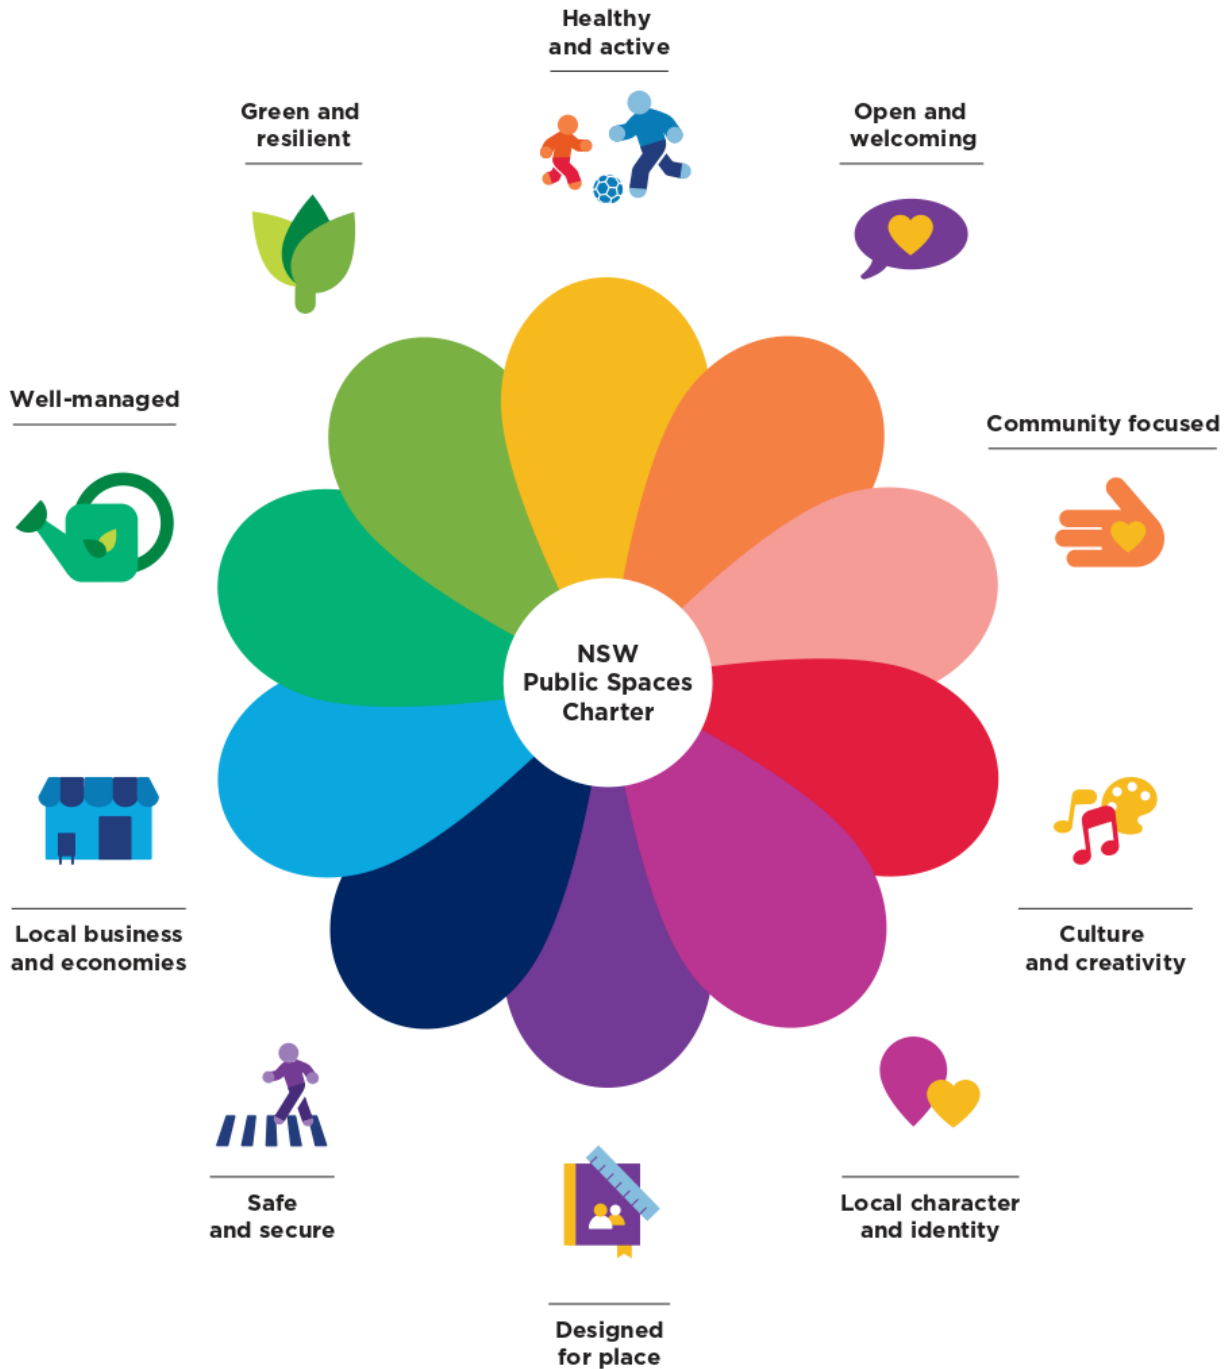 Healthy
and active
Green and
resilient
Open and
welcoming
Well-managed
Community focused
NSW
Public Spaces
Charter
Local business
and economies
Culture
and creativity
Safe
and secure
Local character
and identity
Designed
for place